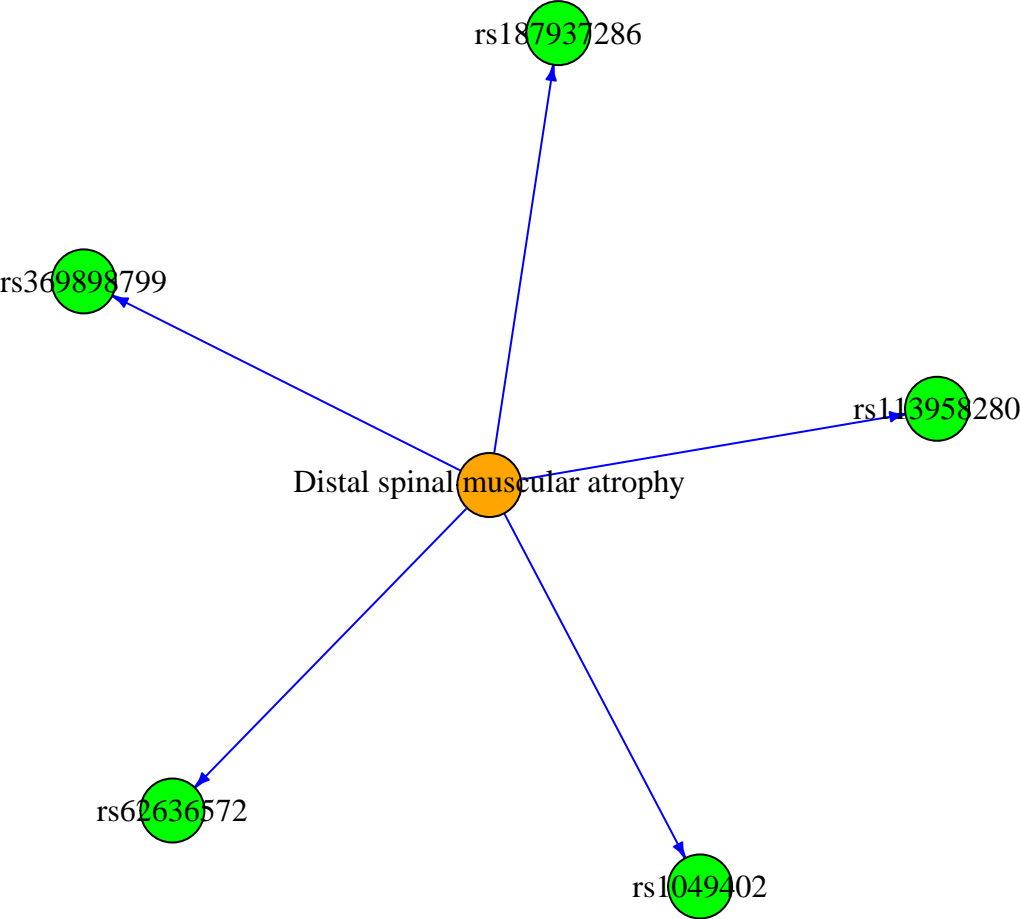 rs187937286
rs369898799
rs113958280
Distal spinal muscular atrophy
rs62636572
rs1049402